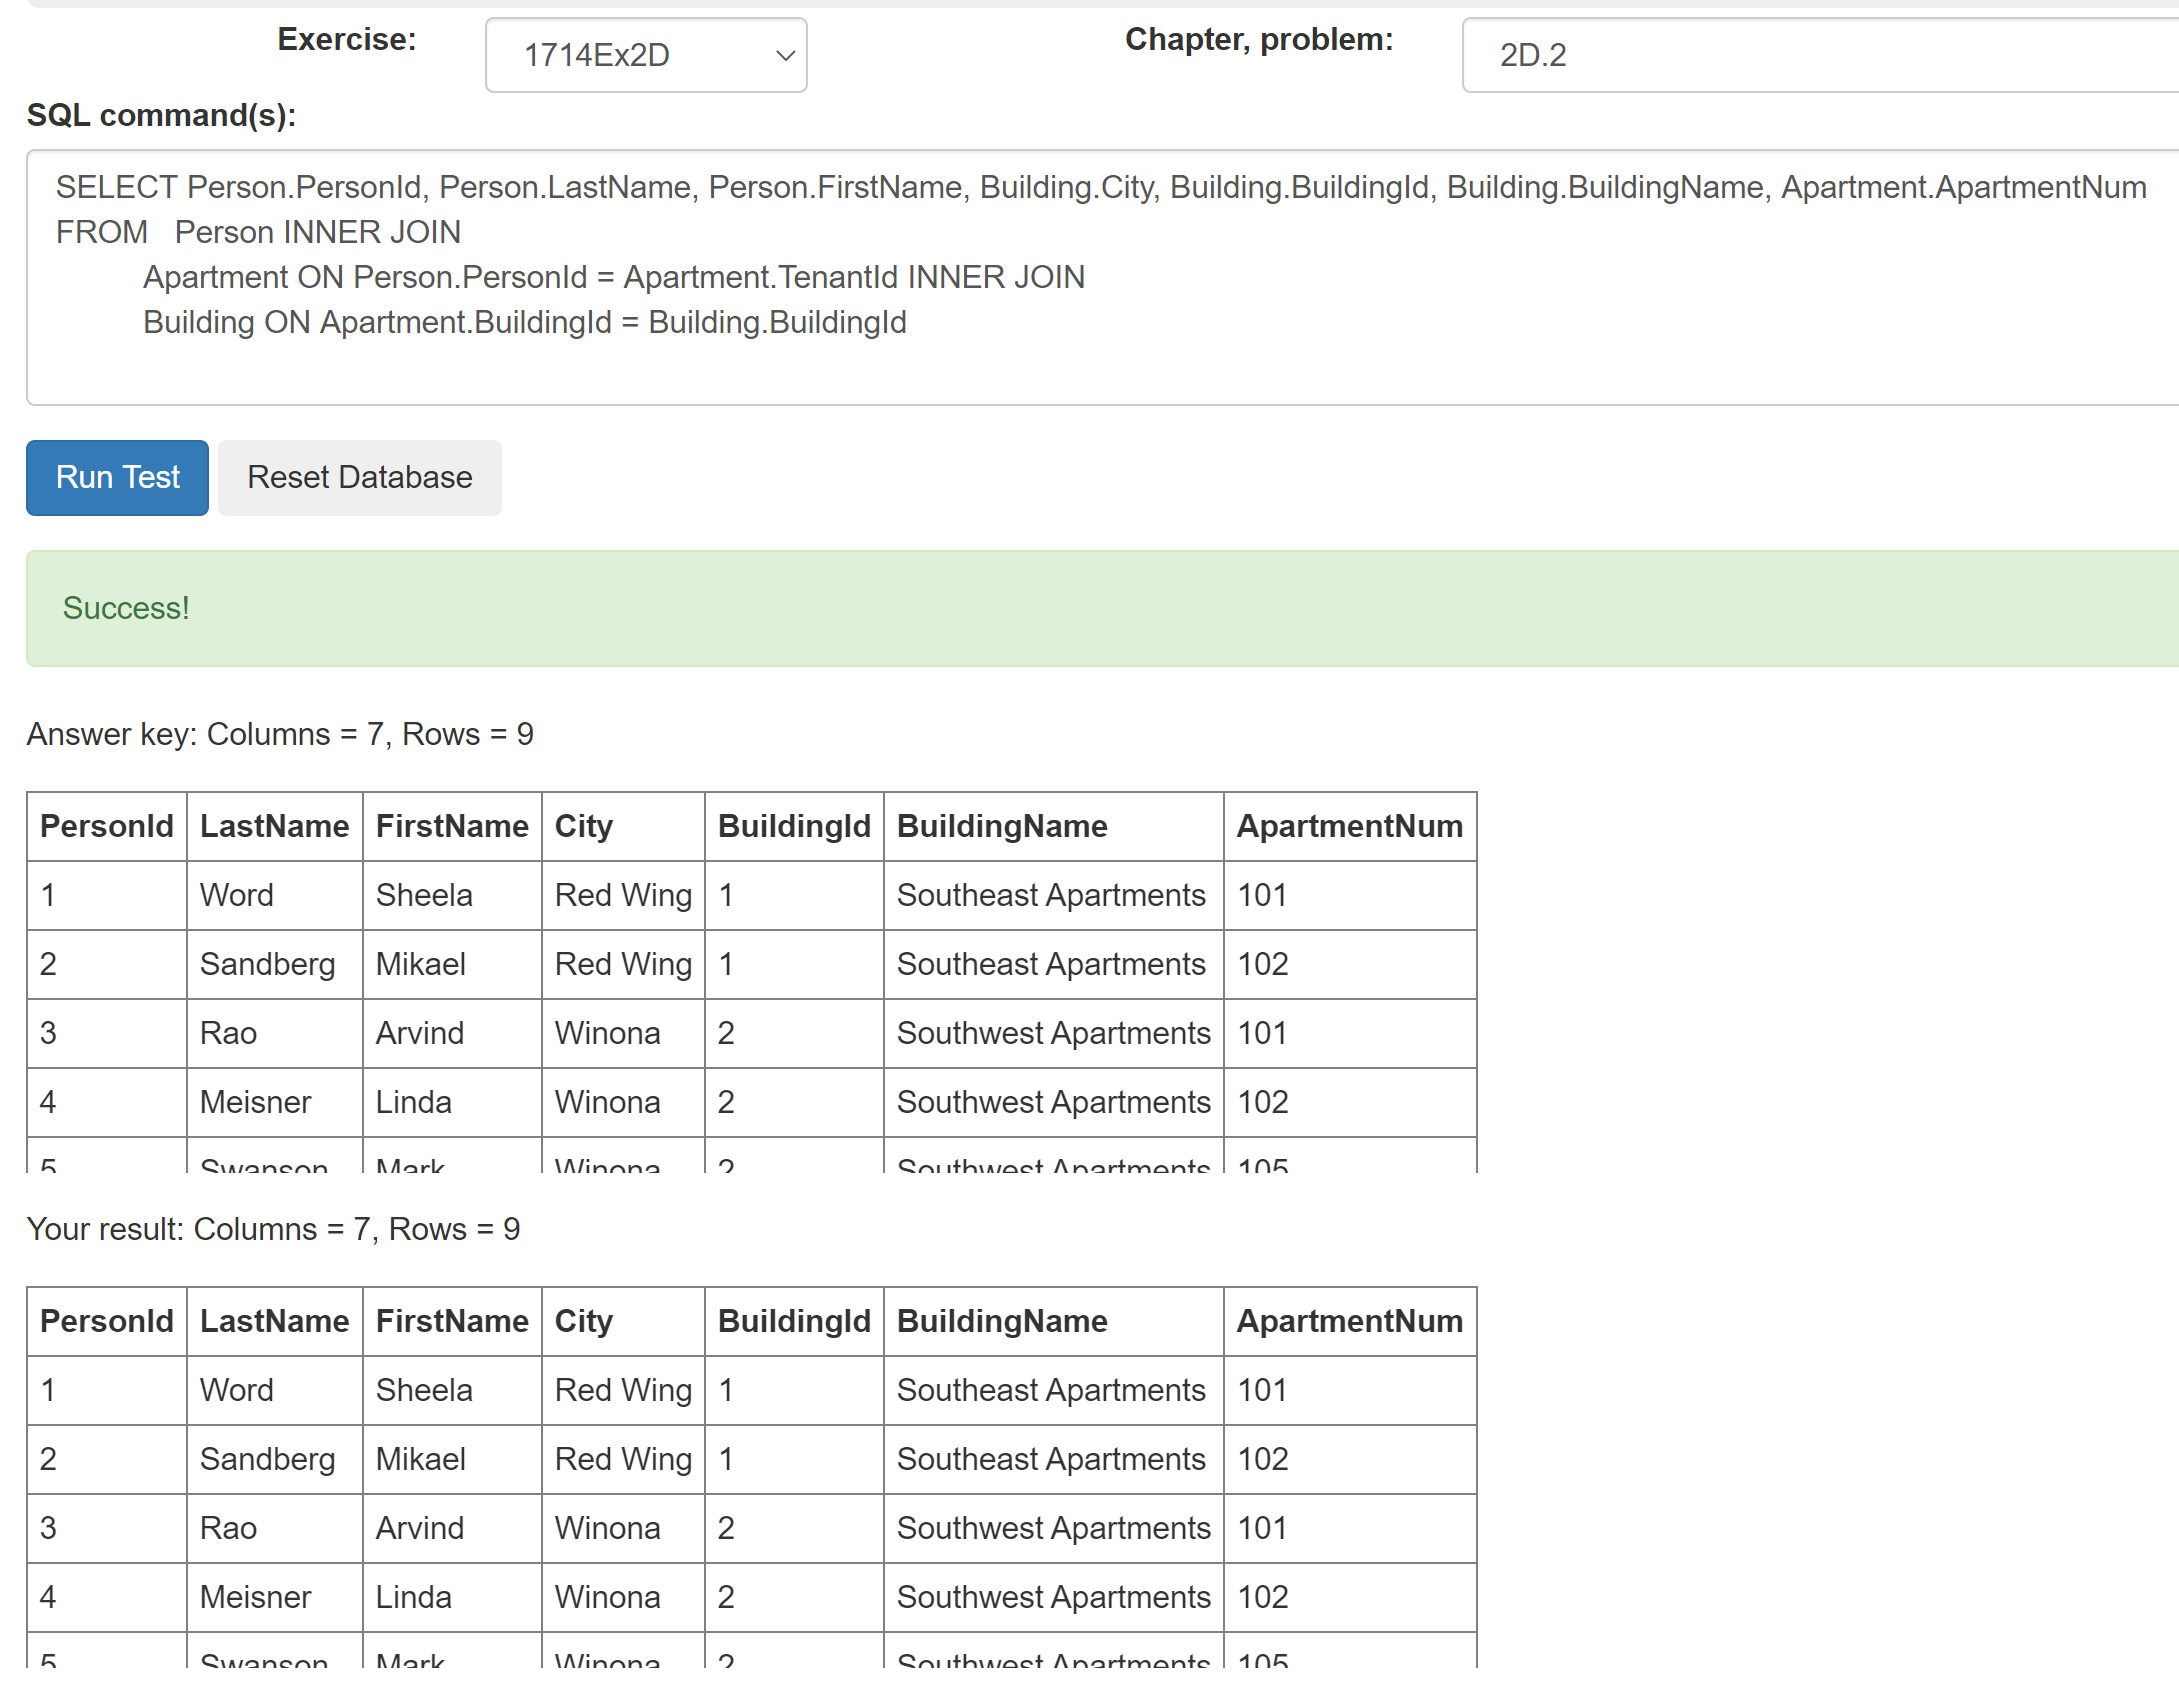 Exercise: 1714Ex2D Chapter, problem: 2D.2
SQL command(s):
SELECT Person.PersonId, Person.LastName, Person.FirstName, Building.City, Building.BuildingId, Building.BuildingName, Apartment.ApartmentNum
FROM   Person INNER JOIN
Apartment ON Person.PersonId = Apartment.TenantId INNER JOIN
Building ON Apartment.BuildingId = Building.BuildingId
Run Test Reset Database
Success!
Answer key: Columns = 7, Rows = 9
PersonId LastName FirstName City BuildingId BuildingName ApartmentNum
1 Word Sheela Red Wing 1 Southeast Apartments 101
2 Sandberg Mikael Red Wing 1 Southeast Apartments 102
3 Rao Arvind Winona 2 Southwest Apartments 101
4 Meisner Linda Winona 2 Southwest Apartments 102
5 Swanson Mark Winona 2 Southwest Apartments 105
Your result: Columns = 7, Rows = 9
PersonId LastName FirstName City BuildingId BuildingName ApartmentNum
1 Word Sheela Red Wing 1 Southeast Apartments 101
2 Sandberg Mikael Red Wing 1 Southeast Apartments 102
3 Rao Arvind Winona 2 Southwest Apartments 101
4 Meisner Linda Winona 2 Southwest Apartments 102
5 Swanson Mark Winona 2 Southwest Apartments 105